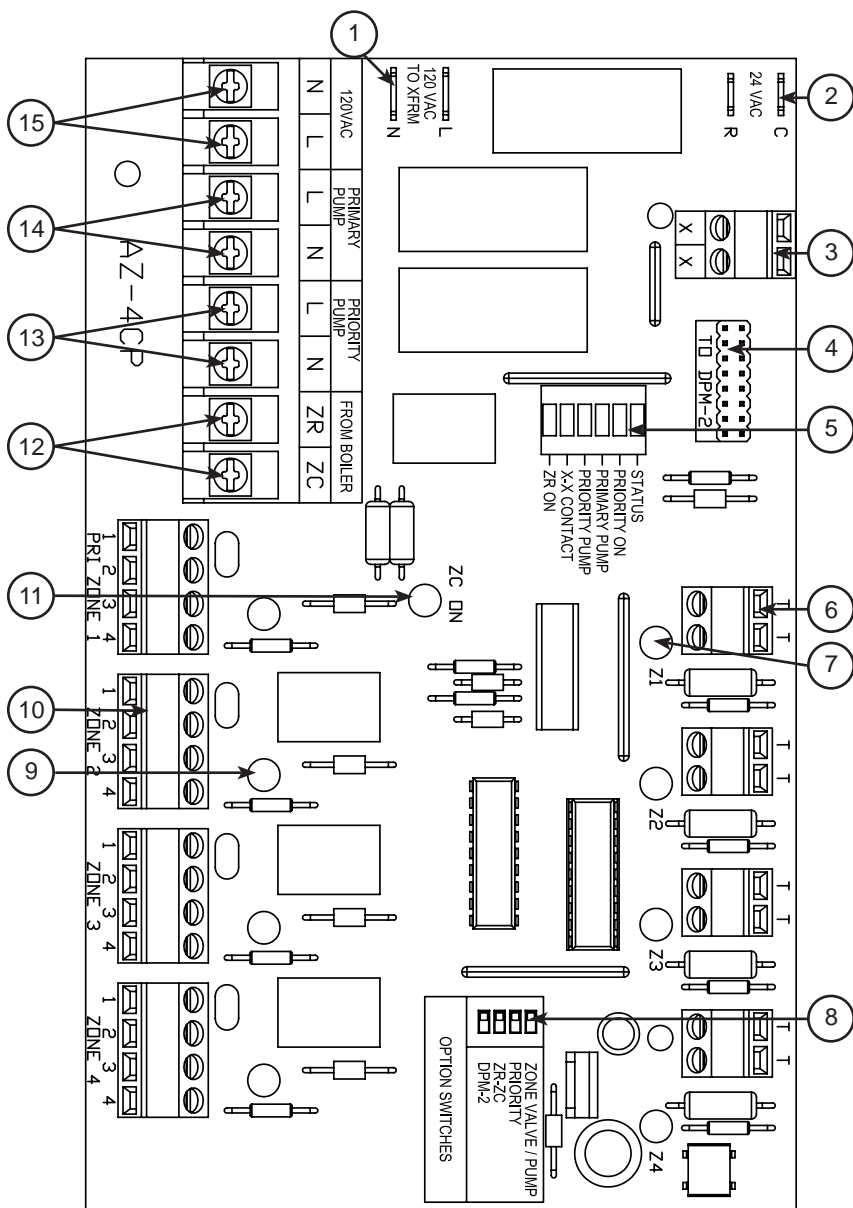 1
N
120 VAC
TO XFRM
L
24 VAC
R
C
2
15
N
L
120VAC
14
L
N
PRIMARY
PUMP
13
L
N
PRIORITY
PUMP
12
ZR
ZC
FROM BOILER
AZ-4CP
X
X
3
TO DPM-2
4
5
STATUS
PRIORITY ON
PRIMARY PUMP
PRIORITY PUMP
X-X CONTACT
ZR ON
11
ZC ON
1
2
3
4
PRI ZONE 1
T
T
6
7
Z1
10
1
2
3
4
ZONE 2
9
T
T
Z2
1
2
3
4
ZONE 3
T
T
Z3
1
2
3
4
ZONE 4
8
OPTION SWITCHES
ZONE VALVE / PUMP
PRIORITY
ZR-ZC
DPM-2
T
T
Z4